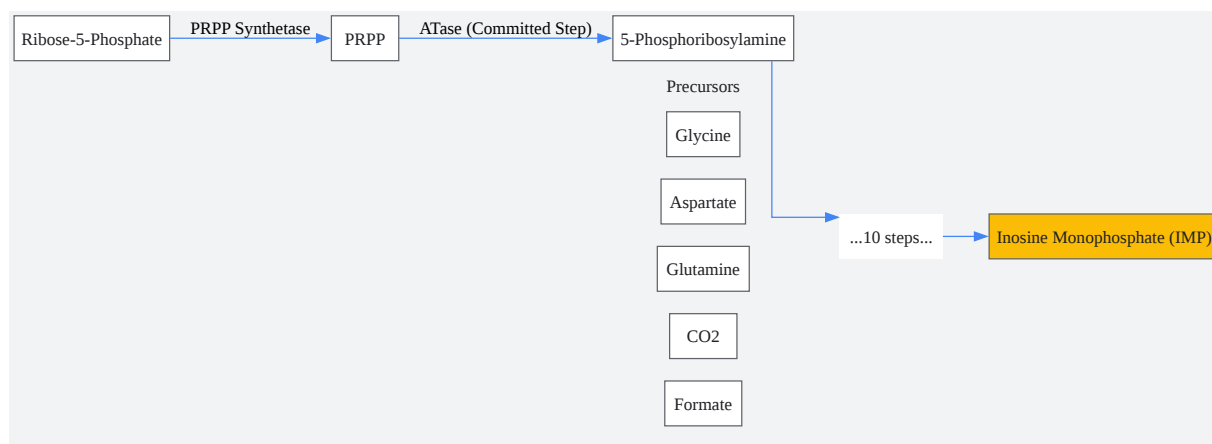 Ribose-5-Phosphate
PRPP Synthetase
PRPP
ATase (Committed Step)
5-Phosphoribosylamine
Precursors
Glycine
Aspartate
Glutamine
CO2
Formate
...10 steps...
Inosine Monophosphate (IMP)